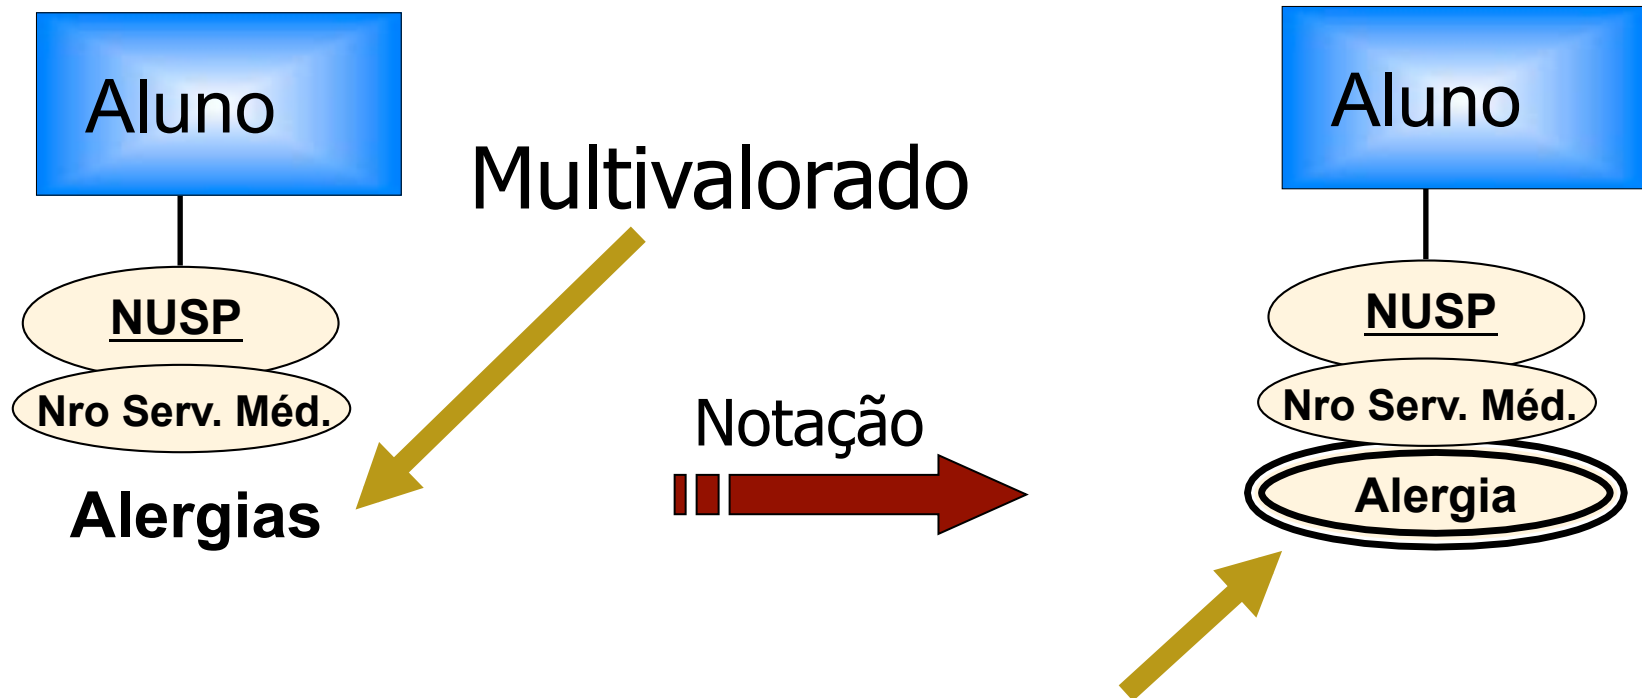 Aluno
NUSP
Nro Serv. Méd.
Alergias
Multivalorado
Notação
Aluno
NUSP
Nro Serv. Méd.
Alergia